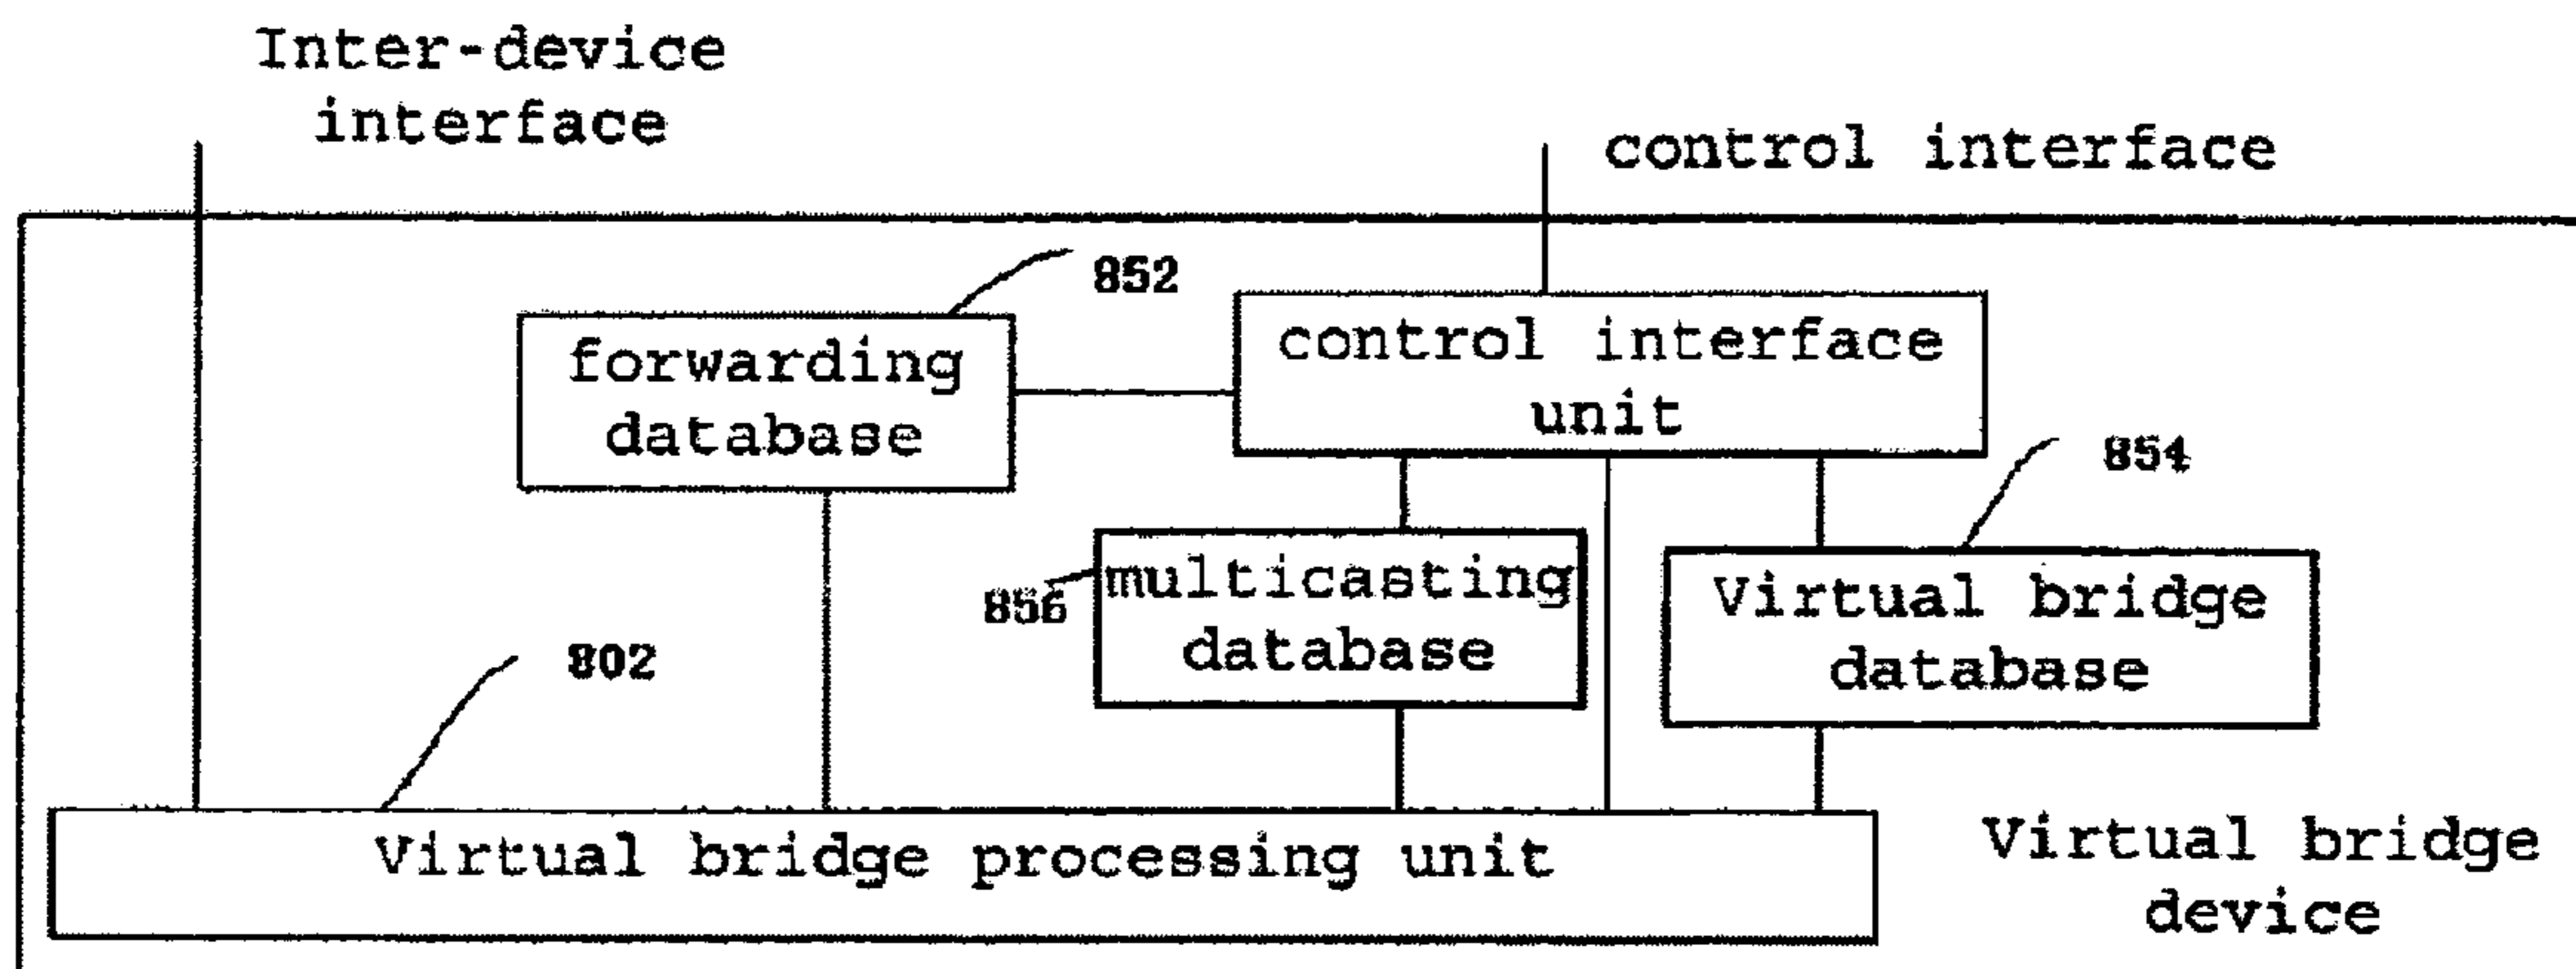 Inter-device
interface
control interface
852
forwarding
database
control interface
unit
854
856
multicasting
database
Virtual bridge
database
802
Virtual bridge processing unit
Virtual bridge
device